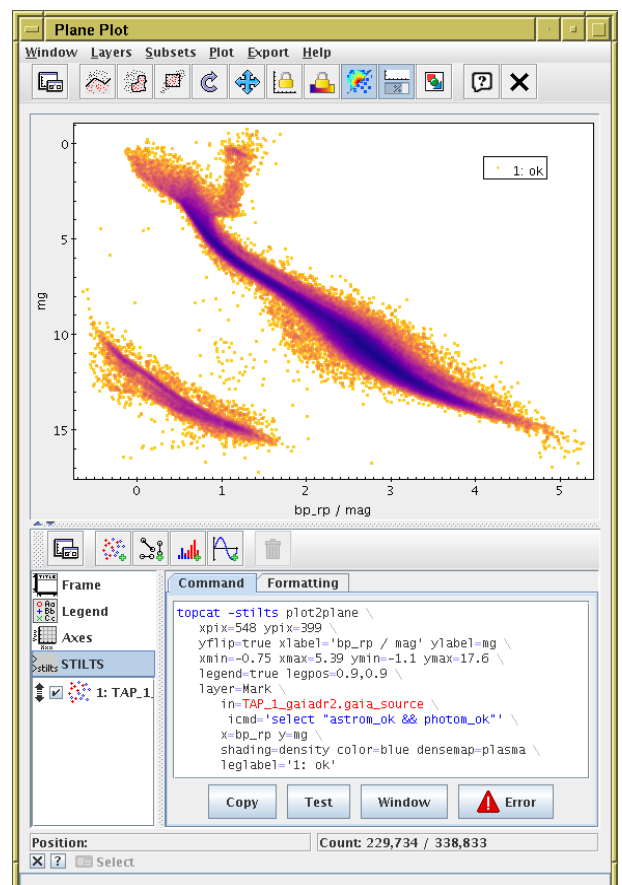 Plane Plot
Window Layers Subsets Plot Export Help
1: ok
0
5
10
15
mg
0 1 2 3 4 5
bp_rp / mag
Frame
Legend
Axes
STILTS
1: TAP_1_
Command Formatting
topcat -stilts plot2plane \
xpix=548 ypix=399 \
yflip=true xlabel='bp_rp / mag' ylabel=mg \
xmin=-0.75 xmax=5.39 ymin=-1.1 ymax=17.6 \
legend=true legpos=0.9,0.9 \
layer=Mark \
in=TAP_1_gaiadr2.gaia_source \
icmd='select "astrom_ok && photom_ok"' \
x=bp_rp y=mg \
shading=density color=blue densemap=plasma \
leglabel='1: ok'
Copy Test Window Error
Position: Count: 229,734 / 338,833
Select